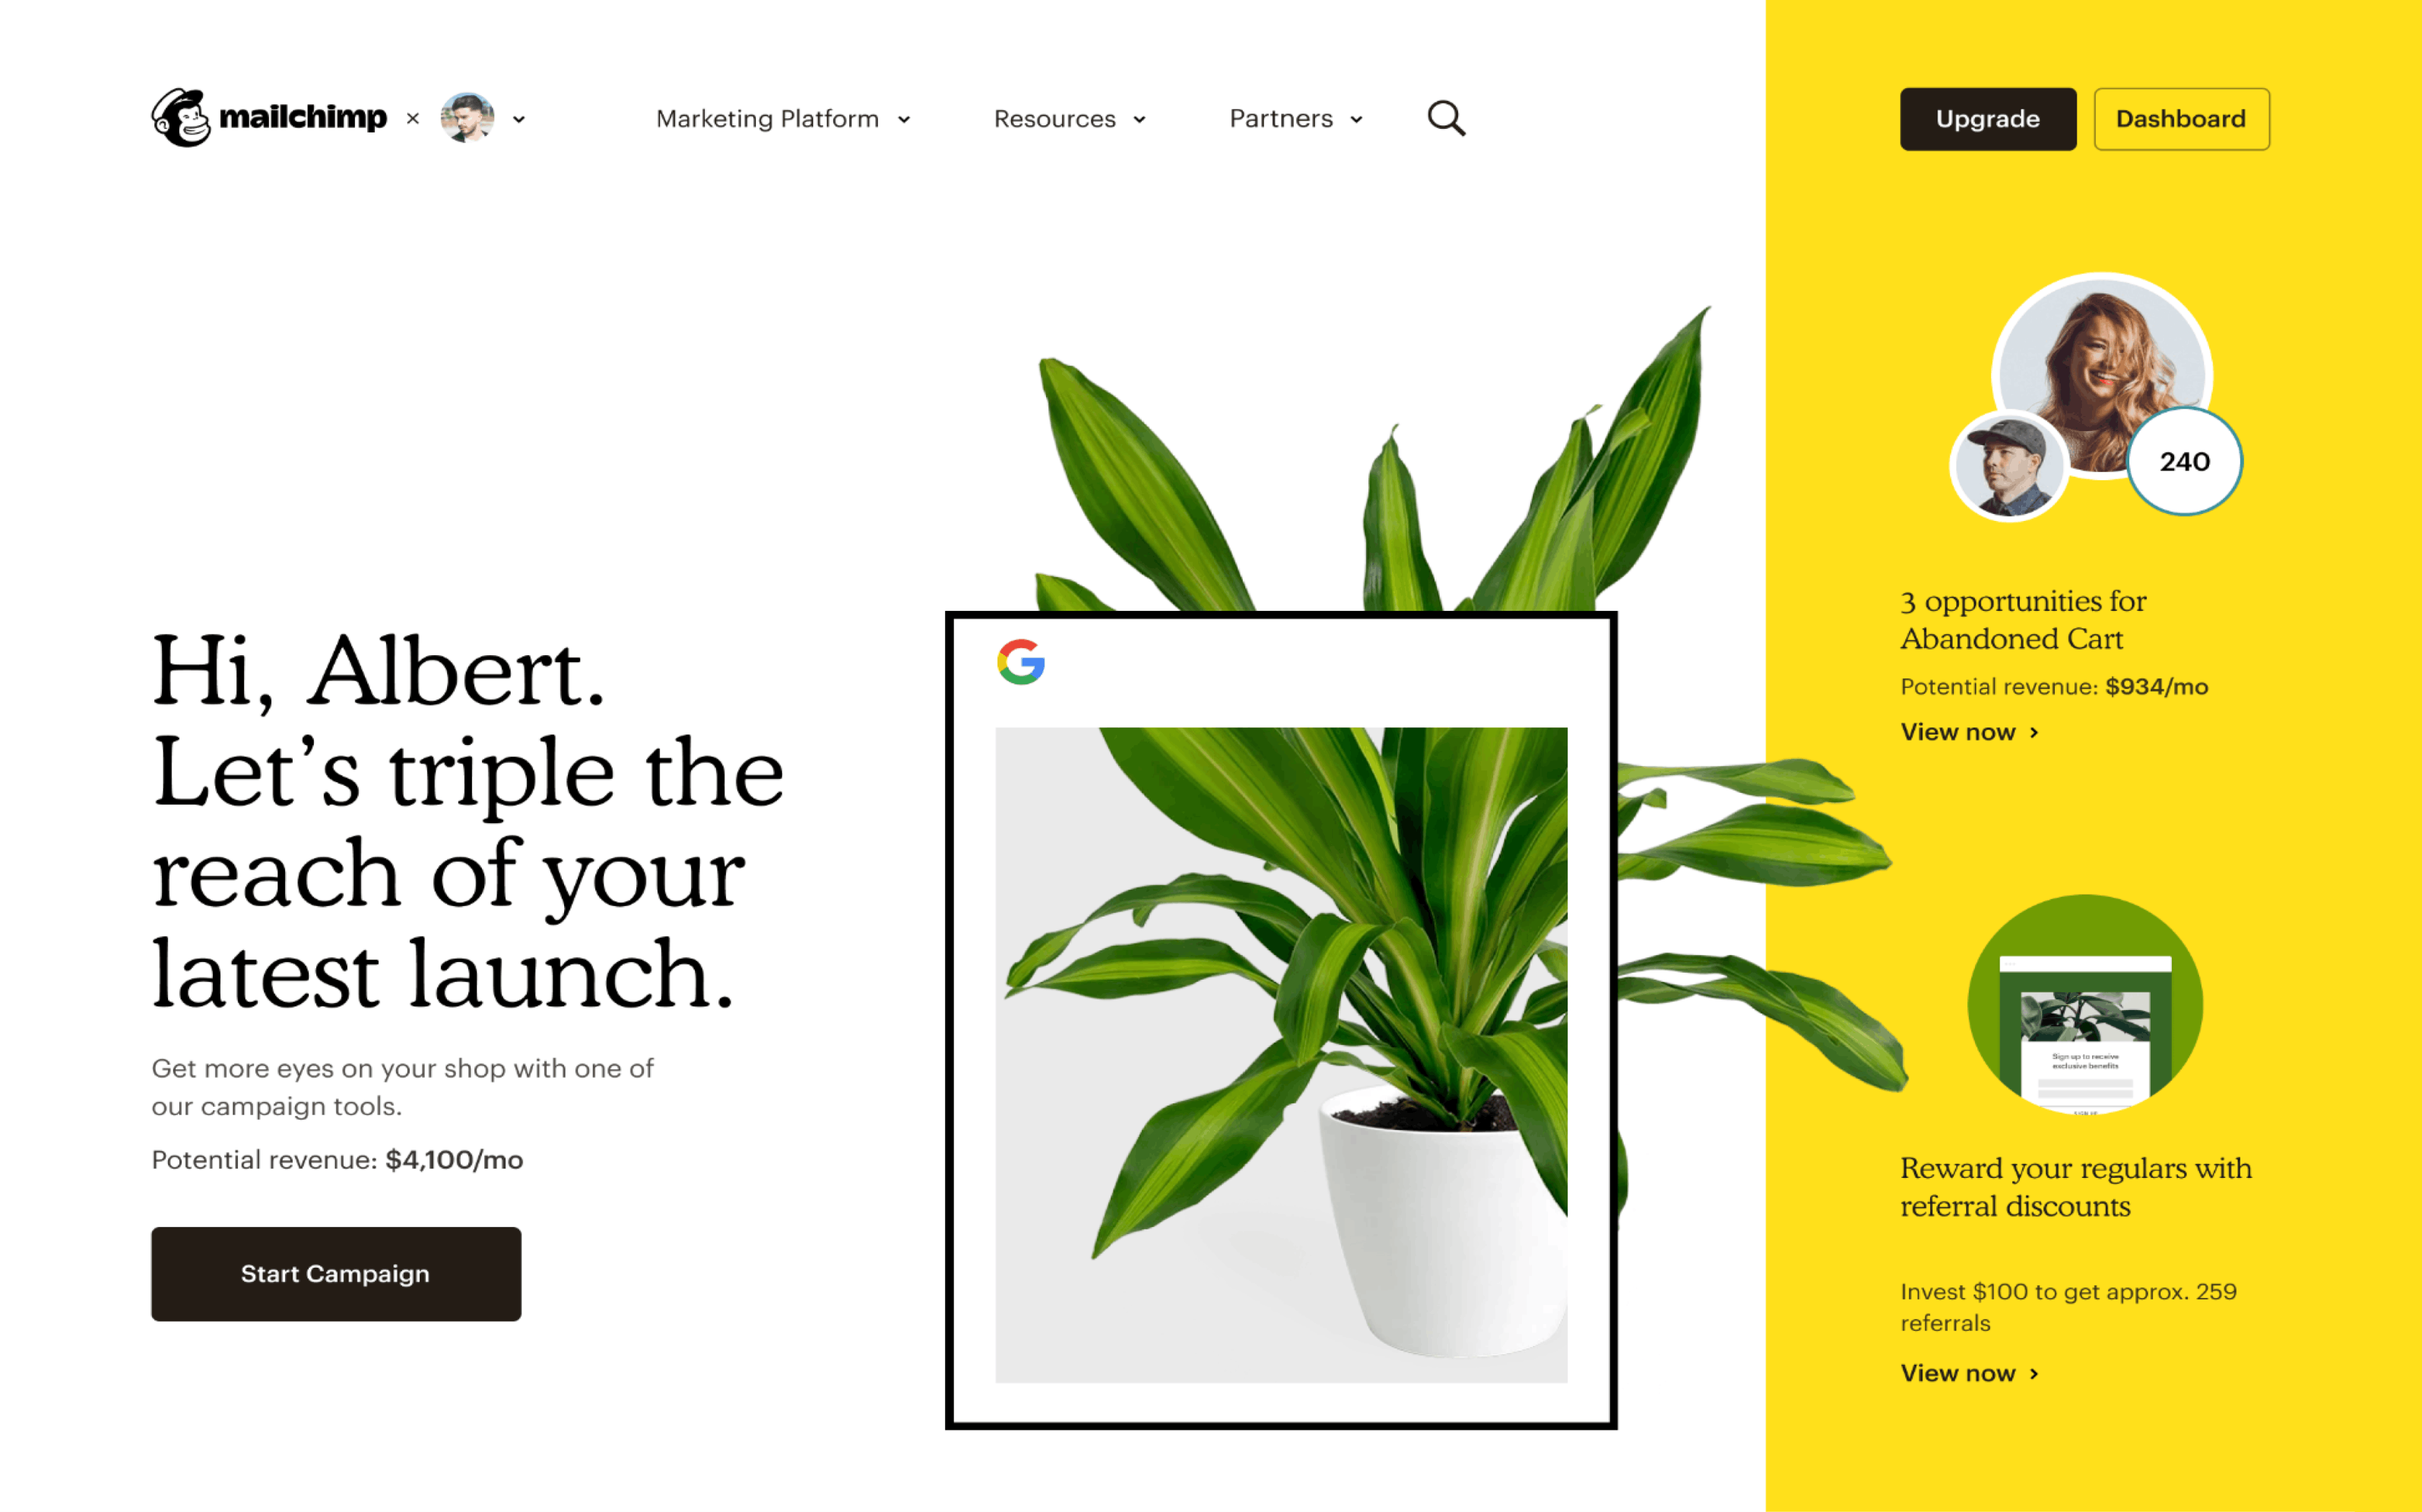 mailchimp ×
Marketing Platform
Resources
Partners
Upgrade
Dashboard
Hi, Albert.
Let’s triple the
reach of your
latest launch.
Get more eyes on your shop with one of
our campaign tools.
Potential revenue: $4,100/mo
Start Campaign
G
240
3 opportunities for
Abandoned Cart
Potential revenue: $934/mo
View now ›
Sign up to receive
exclusive benefits
Reward your regulars with
referral discounts
Invest $100 to get approx. 259
referrals
View now ›